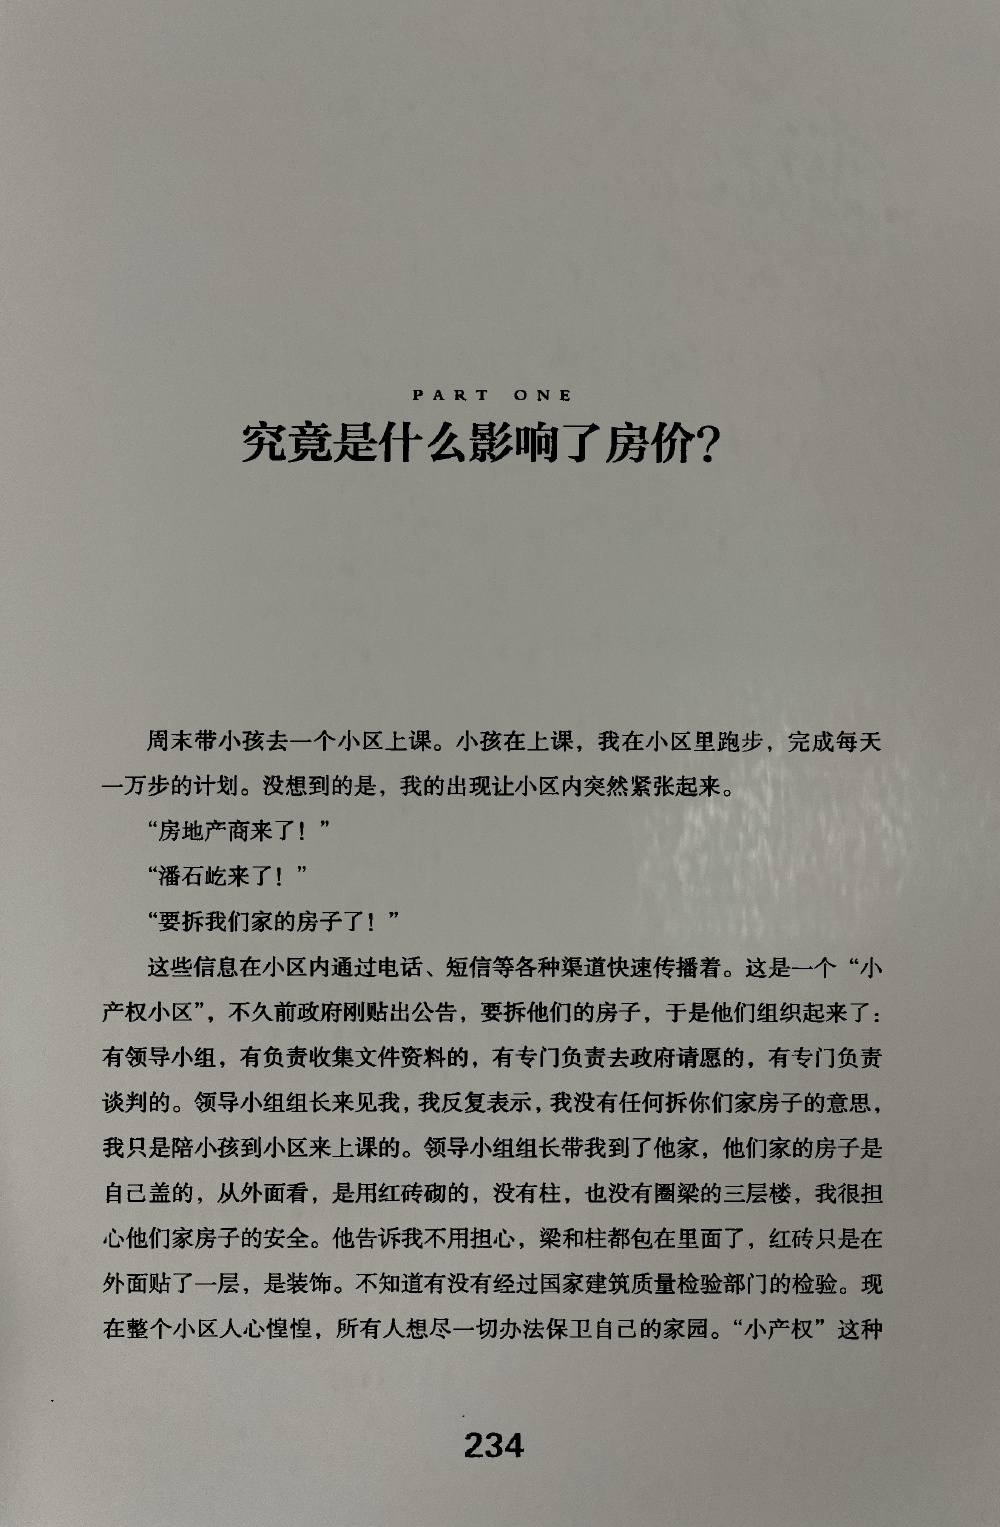 PART ONE
究竟是什么影响了房价？
周末带小孩去一个小区上课。小孩在上课，我在小区里跑步，完成每天
一万步的计划。没想到的是，我的出现让小区内突然紧张起来。
“房地产商来了！”
“潘石屹来了！”
“要拆我们家的房子了！”
这些信息在小区内通过电话、短信等各种渠道快速传播着。这是一个“小
产权小区”，不久前政府刚贴出公告，要拆他们的房子，于是他们组织起来了：
有领导小组，有负责收集文件资料的，有专门负责去政府请愿的，有专门负责
谈判的。领导小组组长来见我，我反复表示，我没有任何拆你们家房子的意思，
我只是陪小孩到小区来上课的。领导小组组长带我到了他家，他们家的房子是
自己盖的，从外面看，是用红砖砌的，没有柱，也没有圈梁的三层楼，我很担
心他们家房子的安全。他告诉我不用担心，梁和柱都包在里面了，红砖只是在
外面贴了一层，是装饰。不知道有没有经过国家建筑质量检验部门的检验。现
在整个小区人心惶惶，所有人想尽一切办法保卫自己的家园。“小产权”这种
234